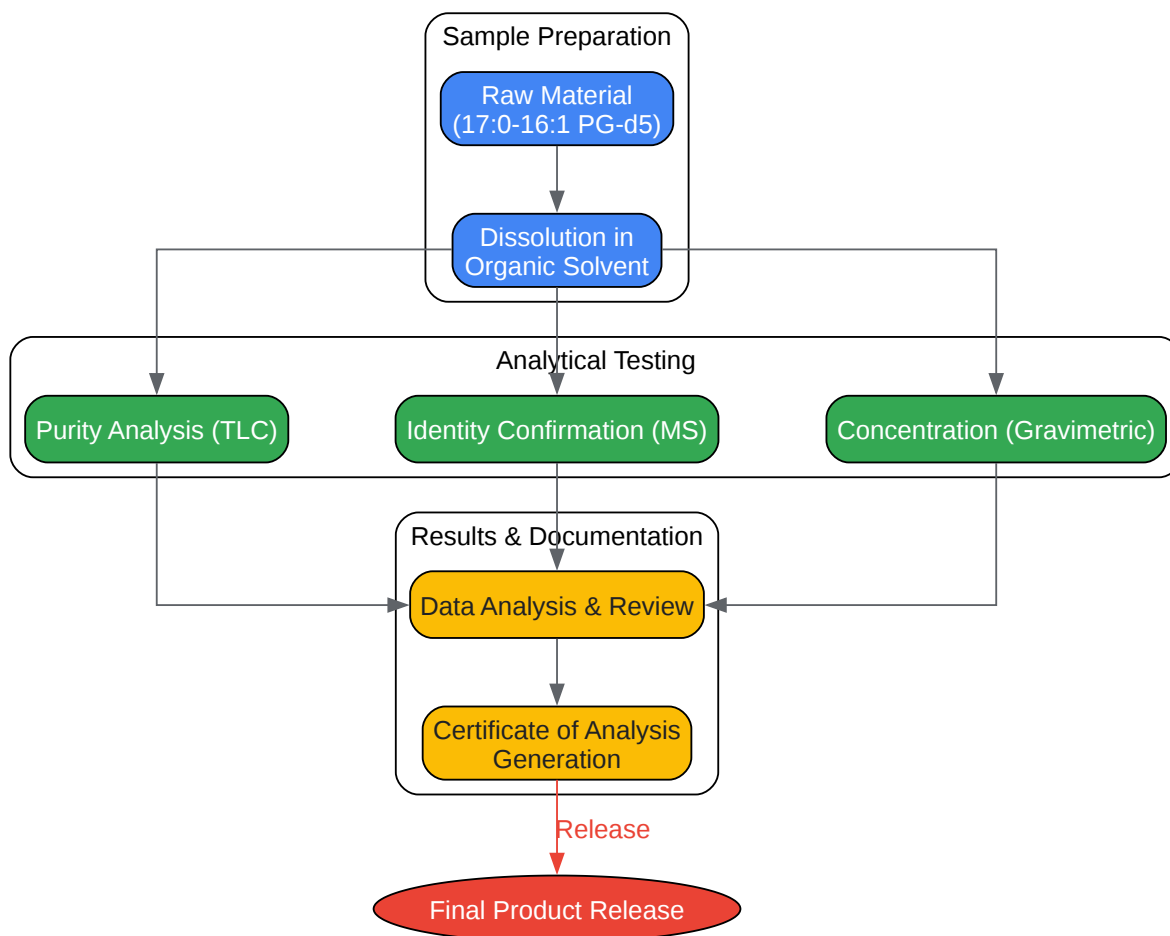 Sample Preparation
Raw Material
(17:0-16:1 PG-d5)
Dissolution in
Organic Solvent
Analytical Testing
Purity Analysis (TLC)
Identity Confirmation (MS)
Concentration (Gravimetric)
Results & Documentation
Data Analysis & Review
Certificate of Analysis
Generation
Release
Final Product Release